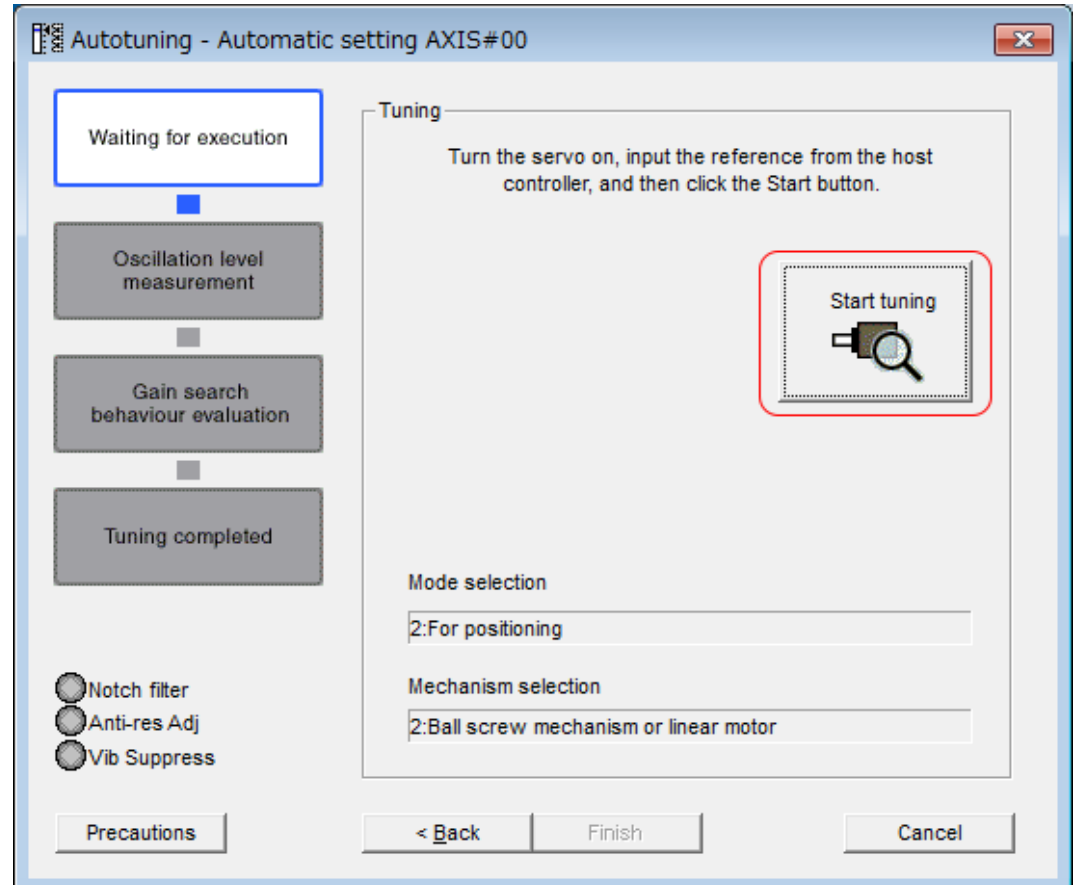 Autotuning - Automatic setting AXIS#00
Waiting for execution
Oscillation level
measurement
Gain search
behaviour evaluation
Tuning completed
Notch filter
Anti-res Adj
Vib Suppress
Tuning
Turn the servo on, input the reference from the host
controller, and then click the Start button.
Start tuning
Mode selection
2:For positioning
Mechanism selection
2:Ball screw mechanism or linear motor
Precautions
< Back
Finish
Cancel